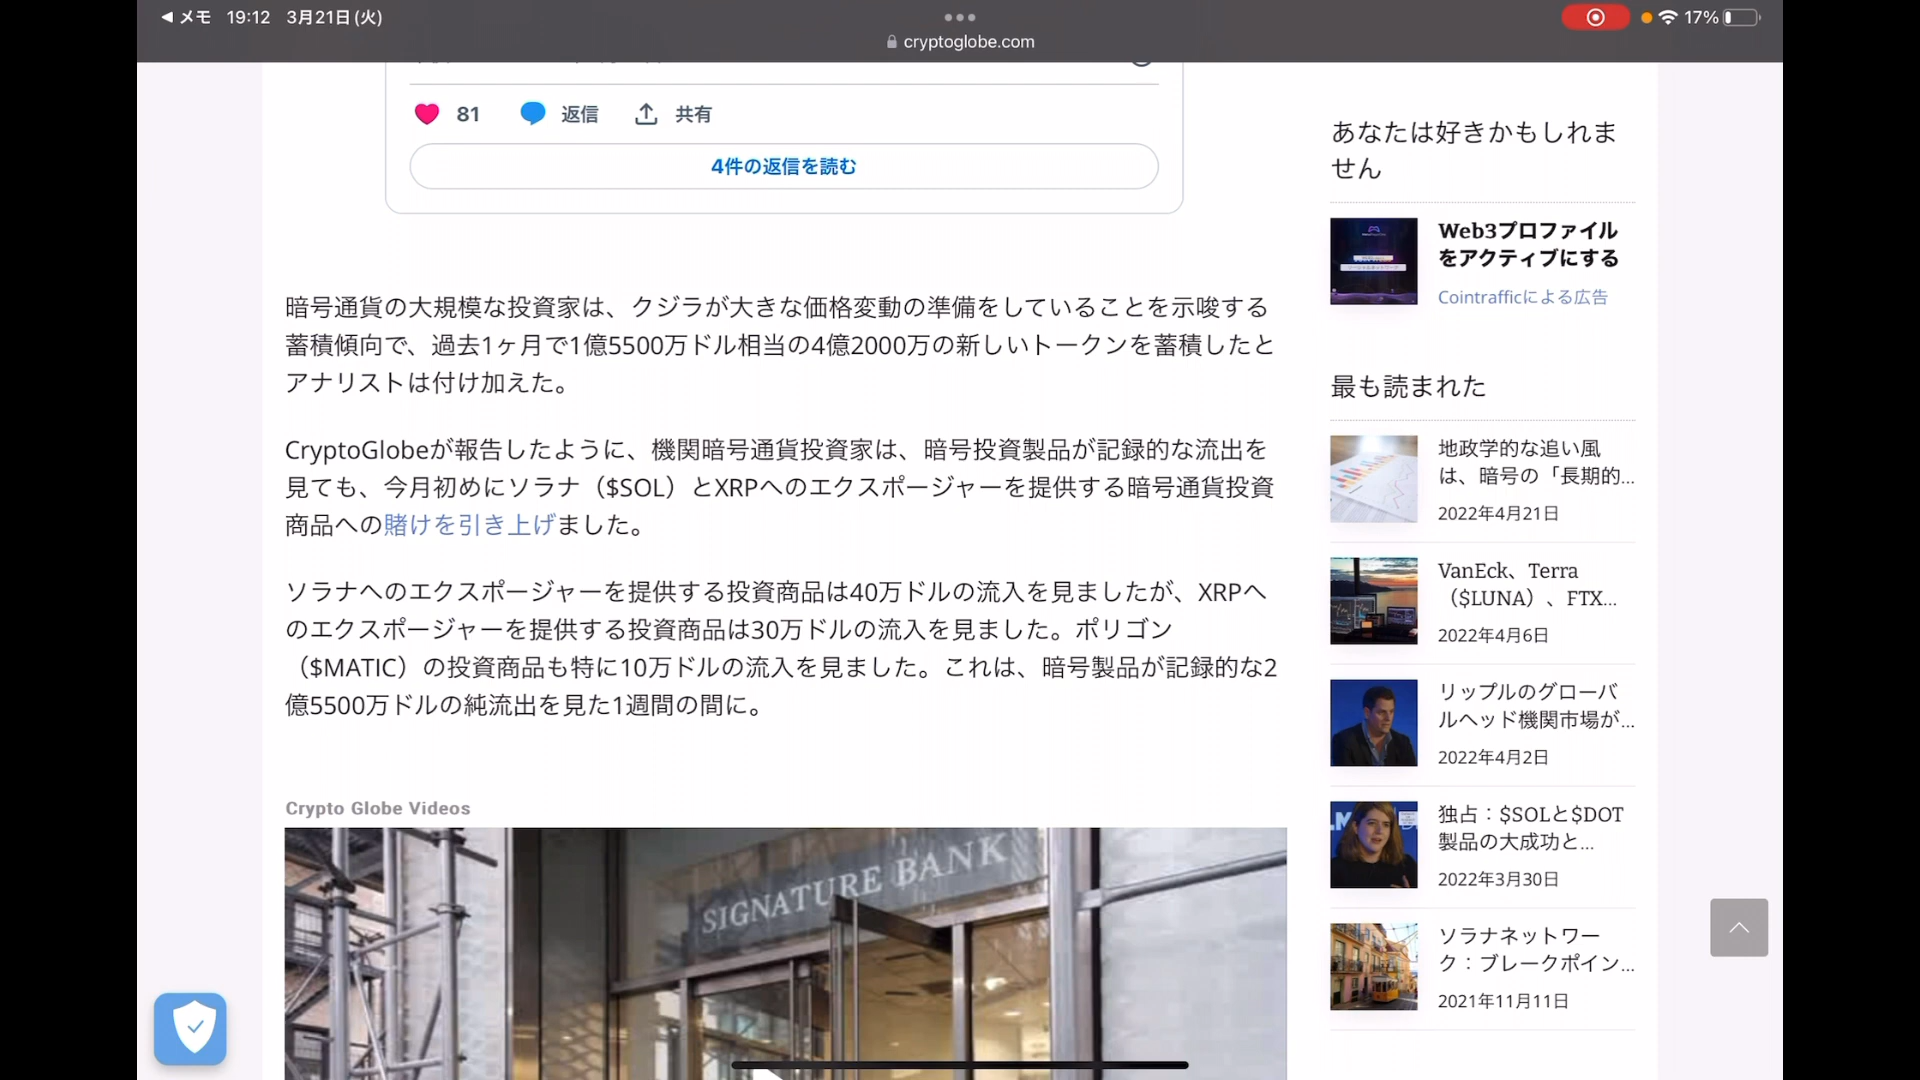 メモ 19:12 3月21日(火)
17%
cryptoglobe.com
81 返信 共有
4件の返信を読む
暗号通貨の大規模な投資家は、クジラが大きな価格変動の準備をしていることを示唆する
蓄積傾向で、過去1ヶ月で1億5500万ドル相当の4億2000万の新しいトークンを蓄積したと
アナリストは付け加えた。
CryptoGlobeが報告したように、機関暗号通貨投資家は、暗号投資製品が記録的な流出を
見ても、今月初めにソラナ（$SOL）とXRPへのエクスポージャーを提供する暗号通貨投資
商品への賭けを引き上げました。
ソラナへのエクスポージャーを提供する投資商品は40万ドルの流入を見ましたが、XRPへ
のエクスポージャーを提供する投資商品は30万ドルの流入を見ました。ポリゴン
（$MATIC）の投資商品も特に10万ドルの流入を見ました。これは、暗号製品が記録的な2
億5500万ドルの純流出を見た1週間の間に。
Crypto Globe Videos
SIGNATURE BANK
あなたは好きかもしれま
せん
Web3プロファイル
をアクティブにする
Cointrafficによる広告
最も読まれた
地政学的な追い風
は、暗号の「長期的...
2022年4月21日
VanEck、Terra
（$LUNA）、FTX...
2022年4月6日
リップルのグローバ
ルヘッド機関市場が...
2022年4月2日
独占：$SOLと$DOT
製品の大成功と...
2022年3月30日
ソラナネットワー
ク：ブレークポイン...
2021年11月11日